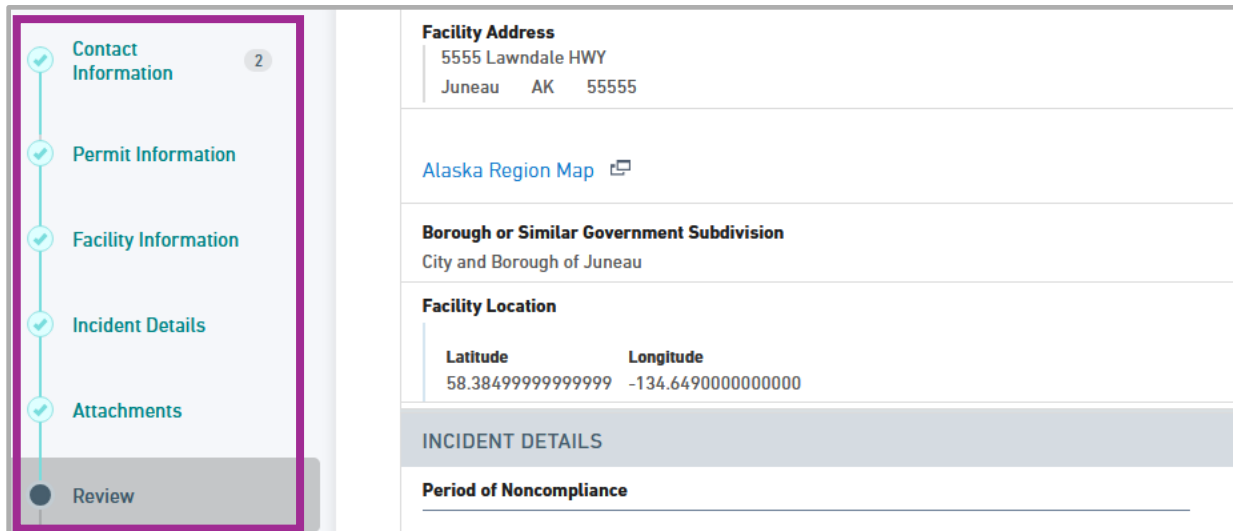 Contact
Information
2
Permit Information
Facility Information
Incident Details
Attachments
Review
Facility Address
5555 Lawndale HWY
Juneau AK 55555
Alaska Region Map
Borough or Similar Government Subdivision
City and Borough of Juneau
Facility Location
Latitude Longitude
58.38499999999999 -134.6490000000000
INCIDENT DETAILS
Period of Noncompliance